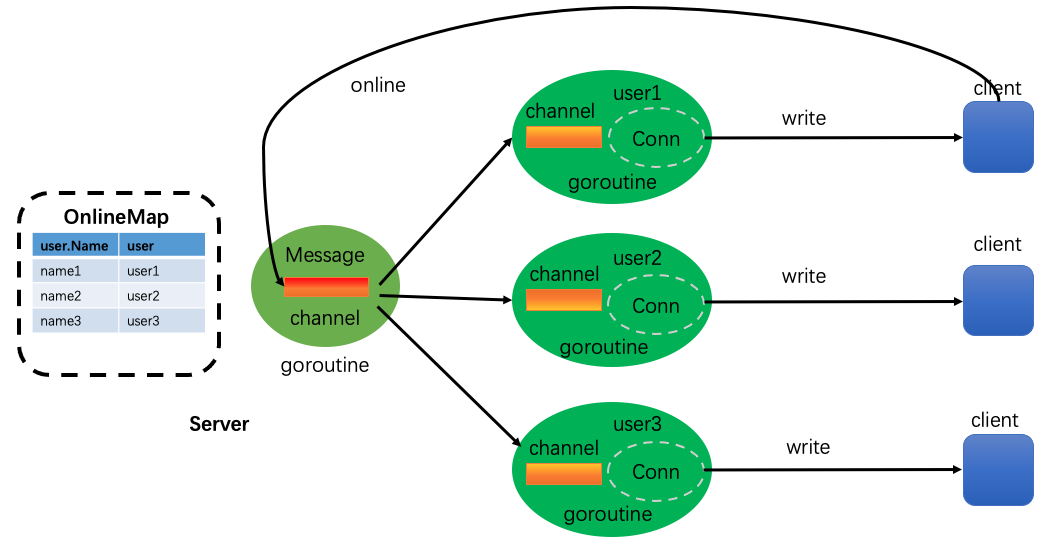 online
OnlineMap
user.Name user
name1 user1
name2 user2
name3 user3
Server
Message
channel
goroutine
user1
channel
Conn
goroutine
write
client
user2
channel
Conn
goroutine
write
client
user3
channel
Conn
goroutine
write
client